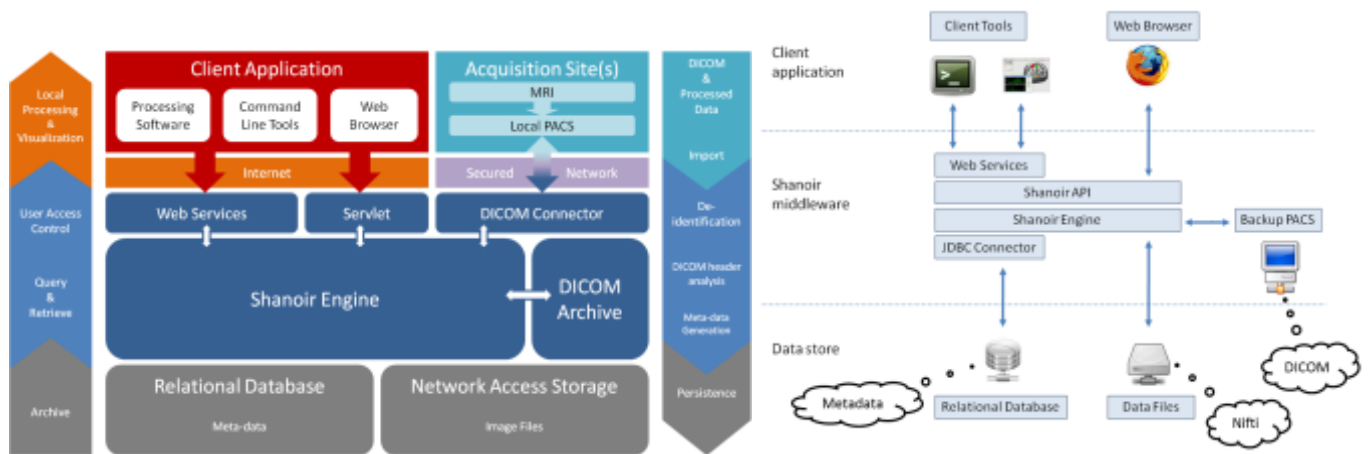 Local
Processing
&
Visualization
User Access
Control
Query
&
Retrieve
Archive
Client Application
Processing
Software
Command
Line Tools
Web
Browser
Internet
Acquisition Site(s)
MRI
Local PACS
Secured Network
Web Services
Servlet
DICOM Connector
Shanoir Engine
DICOM
Archive
Relational Database
Meta-data
Network Access Storage
Image Files
DICOM
&
Processed
Data
Import
De-
identification
DICOM header
analysis
Meta-data
Generation
Persistence
Client
application
Client Tools
Web Browser
Shanoir
middleware
Web Services
Shanoir API
Shanoir Engine
JDBC Connector
Backup PACS
Data store
Metadata
Relational Database
Data Files
Nifti
DICOM